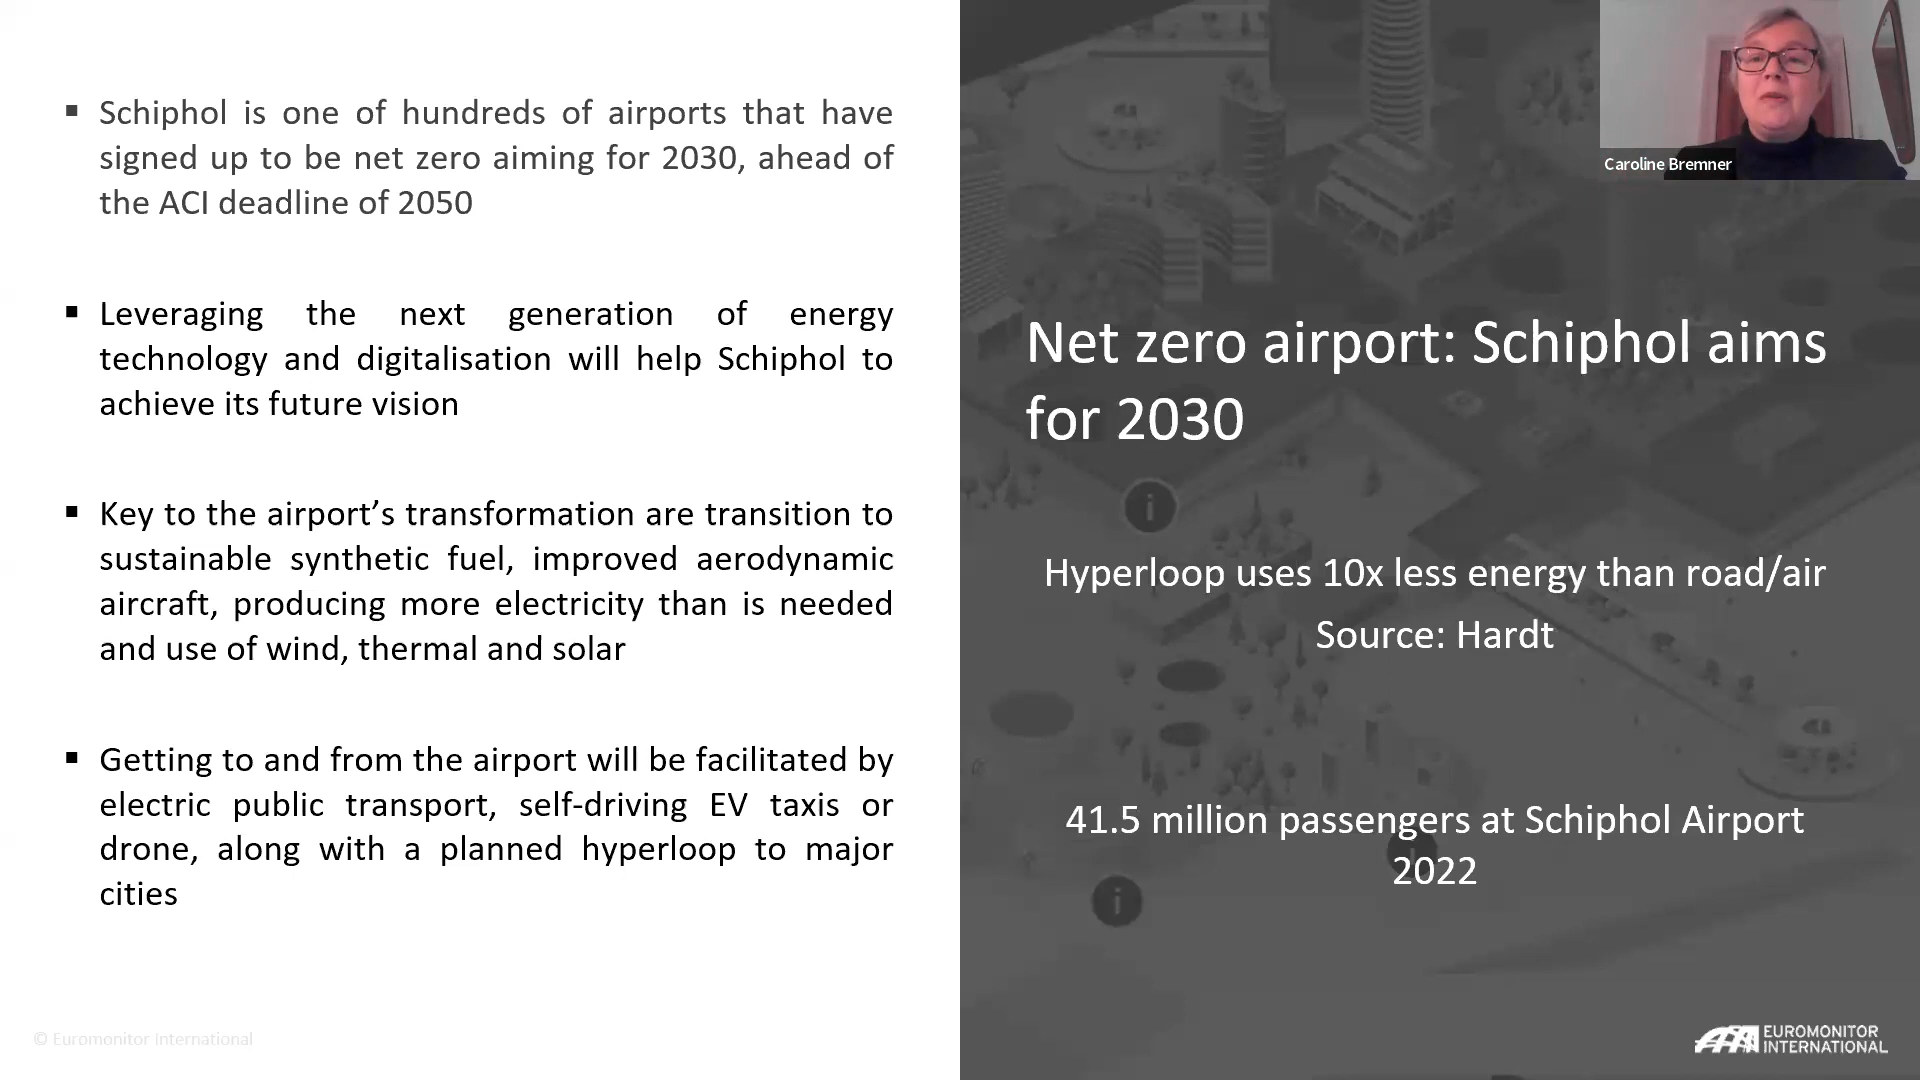 ▪ Schiphol is one of hundreds of airports that have
signed up to be net zero aiming for 2030, ahead of
the ACI deadline of 2050
▪ Leveraging the next generation of energy
technology and digitalisation will help Schiphol to
achieve its future vision
▪ Key to the airport’s transformation are transition to
sustainable synthetic fuel, improved aerodynamic
aircraft, producing more electricity than is needed
and use of wind, thermal and solar
▪ Getting to and from the airport will be facilitated by
electric public transport, self-driving EV taxis or
drone, along with a planned hyperloop to major
cities
© Euromonitor International
Caroline Bremner
Net zero airport: Schiphol aims
for 2030
i
Hyperloop uses 10x less energy than road/air
Source: Hardt
41.5 million passengers at Schiphol Airport
2022
i
EUROMONITOR
INTERNATIONAL